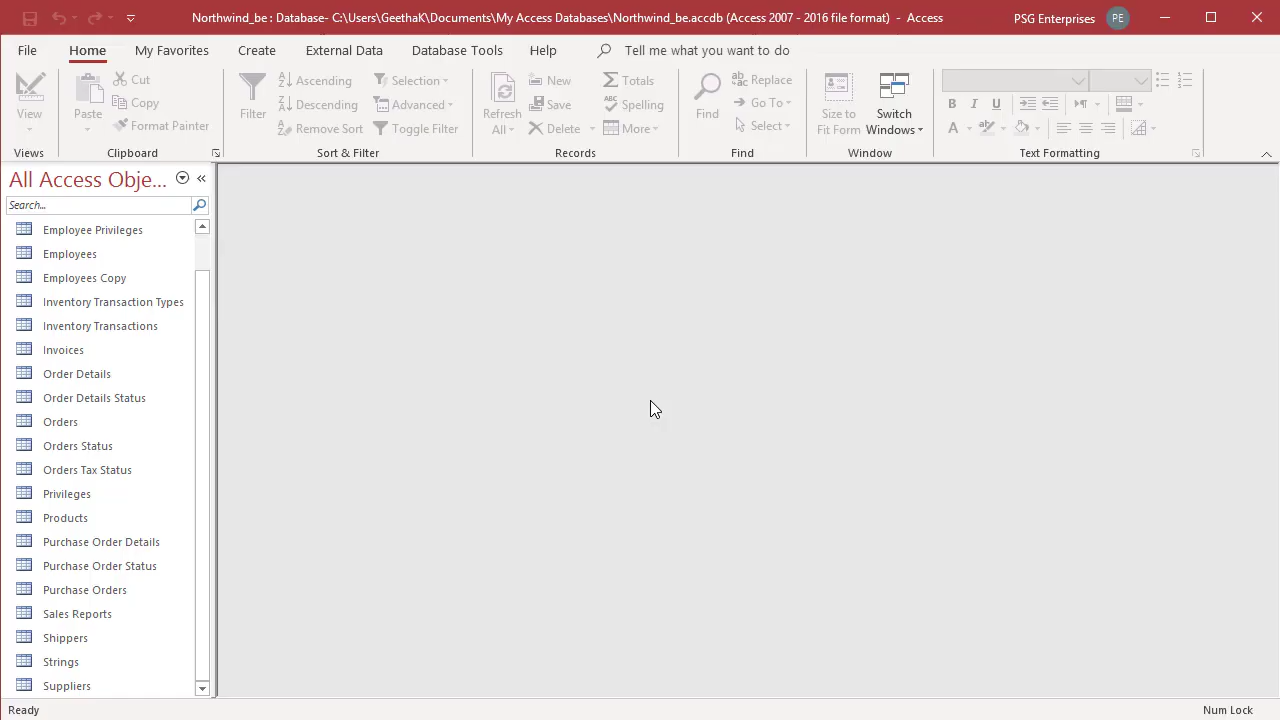 Northwind_be : Database- C:\Users\GeethaK\Documents\My Access Databases\Northwind_be.accdb (Access 2007 - 2016 file format) - Access
PSG Enterprises PE
File Home My Favorites Create External Data Database Tools Help Tell me what you want to do
View
Views
Paste
Cut
Copy
Format Painter
Clipboard
Filter
Ascending
Descending
Remove Sort
Selection
Advanced
Toggle Filter
Sort & Filter
Refresh
All
New
Save
Delete
Totals
Spelling
More
Records
Find
Replace
Go To
Select
Find
Size to
Fit Form
Switch
Windows
Window
B I U
A
Text Formatting
All Access Obje...
Search...
Employee Privileges
Employees
Employees Copy
Inventory Transaction Types
Inventory Transactions
Invoices
Order Details
Order Details Status
Orders
Orders Status
Orders Tax Status
Privileges
Products
Purchase Order Details
Purchase Order Status
Purchase Orders
Sales Reports
Shippers
Strings
Suppliers
Ready
Num Lock